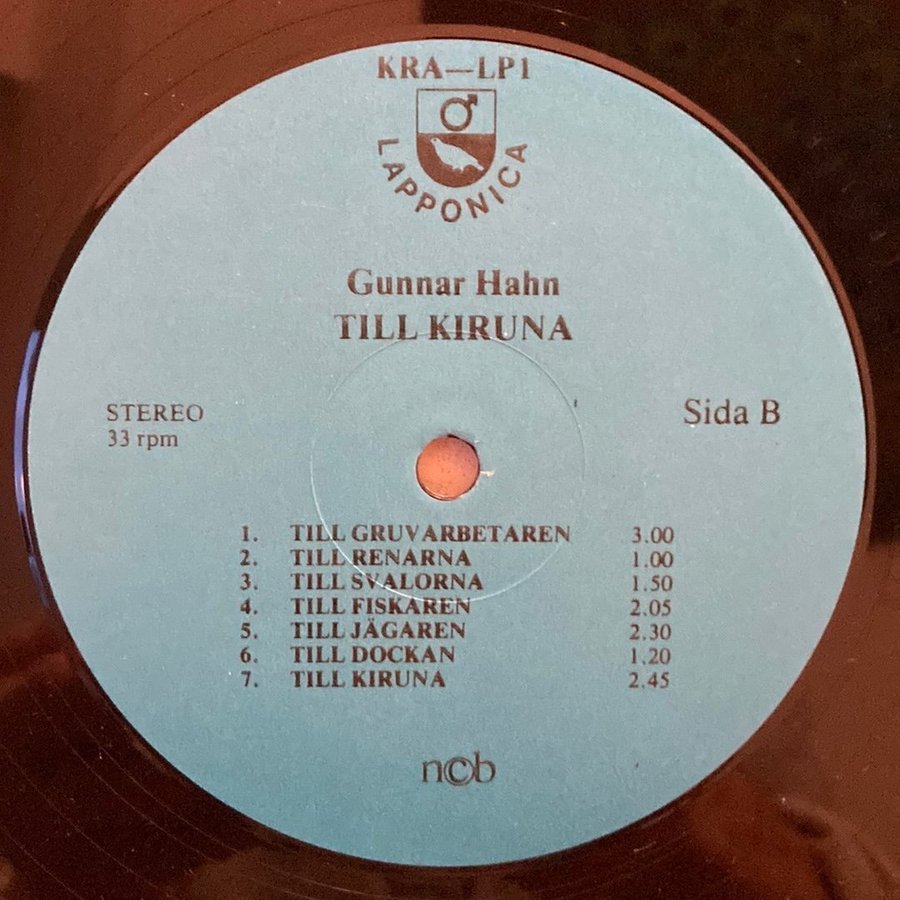 KRA—LP1
♂
LAPPONICA
Gunnar Hahn
TILL KIRUNA
STEREO
33 rpm
Sida B
1. TILL GRUVARBETAREN 3.00
2. TILL RENARNA 1.00
3. TILL SVALORNA 1.50
4. TILL FISKAREN 2.05
5. TILL JÄGAREN 2.30
6. TILL DOCKAN 1.20
7. TILL KIRUNA 2.45
n©b